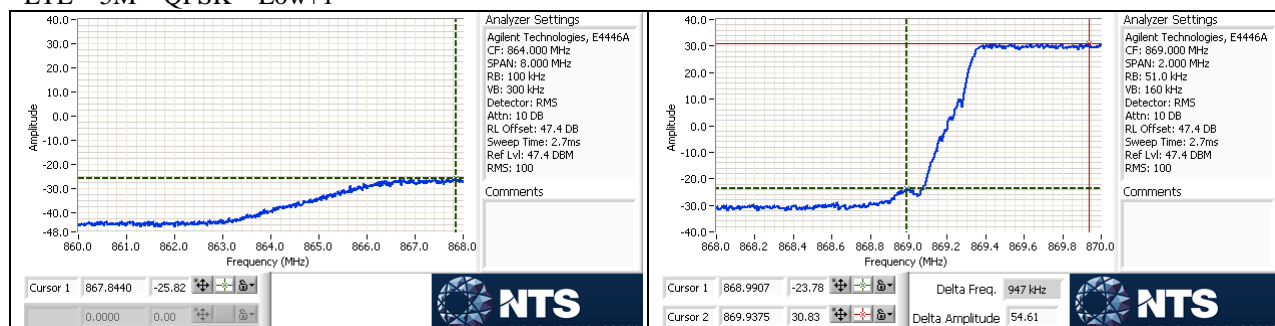 40.0
30.0
20.0
10.0
0.0
-10.0
-20.0
-30.0
-40.0
-48.0
Amplitude
860.0 861.0 862.0 863.0 864.0 865.0 866.0 867.0 868.0
Frequency (MHz)
Analyzer Settings
Agilent Technologies, E4446A
CF: 864.000 MHz
SPAN: 8.000 MHz
RB: 100 kHz
VB: 300 kHz
Detector: RMS
Attn: 10 DB
RL Offset: 47.4 DB
Sweep Time: 2.7ms
Ref Lvl: 47.4 DBM
RMS: 100
Comments
Cursor 1 867.8440 -25.82
0.0000 0.00
NTS
40.0
30.0
20.0
10.0
0.0
-10.0
-20.0
-30.0
-40.0
Amplitude
868.0 868.2 868.4 868.6 868.8 869.0 869.2 869.4 869.6 869.8 870.0
Frequency (MHz)
Analyzer Settings
Agilent Technologies, E4446A
CF: 869.000 MHz
SPAN: 2.000 MHz
RB: 51.0 kHz
VB: 160 kHz
Detector: RMS
Attn: 10 DB
RL Offset: 47.4 DB
Sweep Time: 2.7ms
Ref Lvl: 47.4 DBM
RMS: 100
Comments
Cursor 1 868.9907 -23.78
Cursor 2 869.9375 30.83
Delta Freq. 947 kHz
Delta Amplitude 54.61
NTS